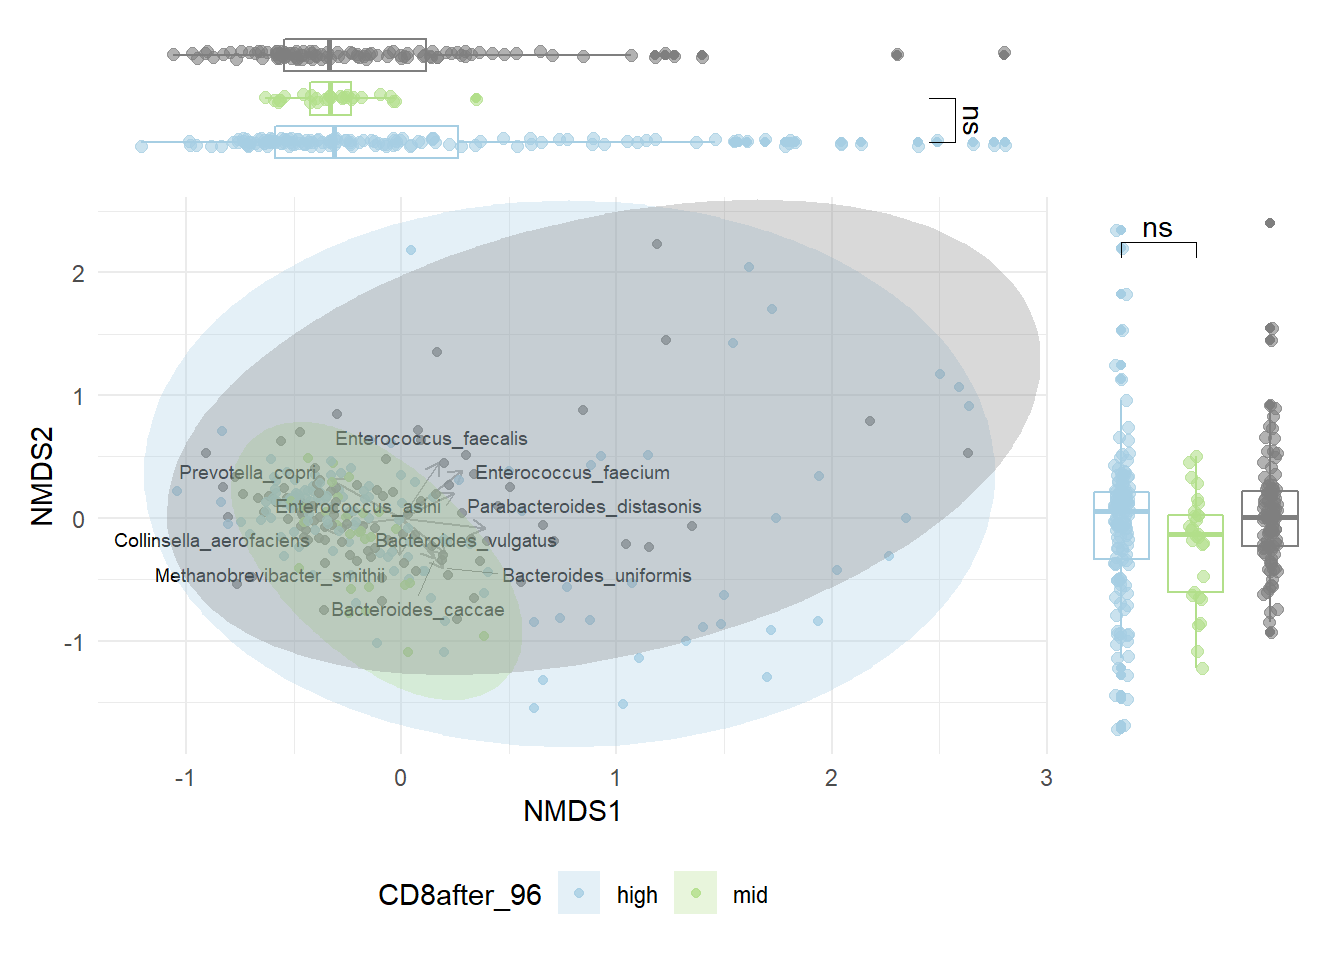 ns
ns
NMDS2
2
1
0
-1
Enterococcus_faecalis
Prevotella_copri
Enterococcus_faecium
Enterococcus_asini
Parabacteroides_distasonis
Collinsella_aerofaciens
Bacteroides_vulgatus
Methanobrevibacter_smithii
Bacteroides_uniformis
Bacteroides_caccae
-1
0
1
2
3
NMDS1
CD8after_96
high
mid